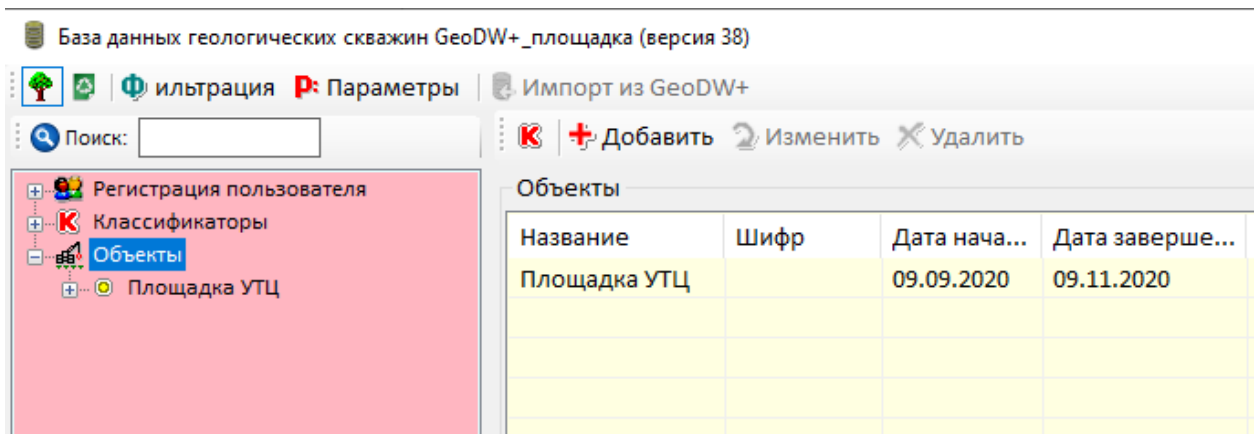 База данных геологических скважин GeoDW+_площадка (версия 38)
Фильтрация Р: Параметры Импорт из GeoDW+
Поиск:
К Добавить Изменить Удалить
Регистрация пользователя
К Классификаторы
Объекты
Площадка УТЦ
Объекты
Название Шифр Дата нача... Дата заверше...
Площадка УТЦ 09.09.2020 09.11.2020